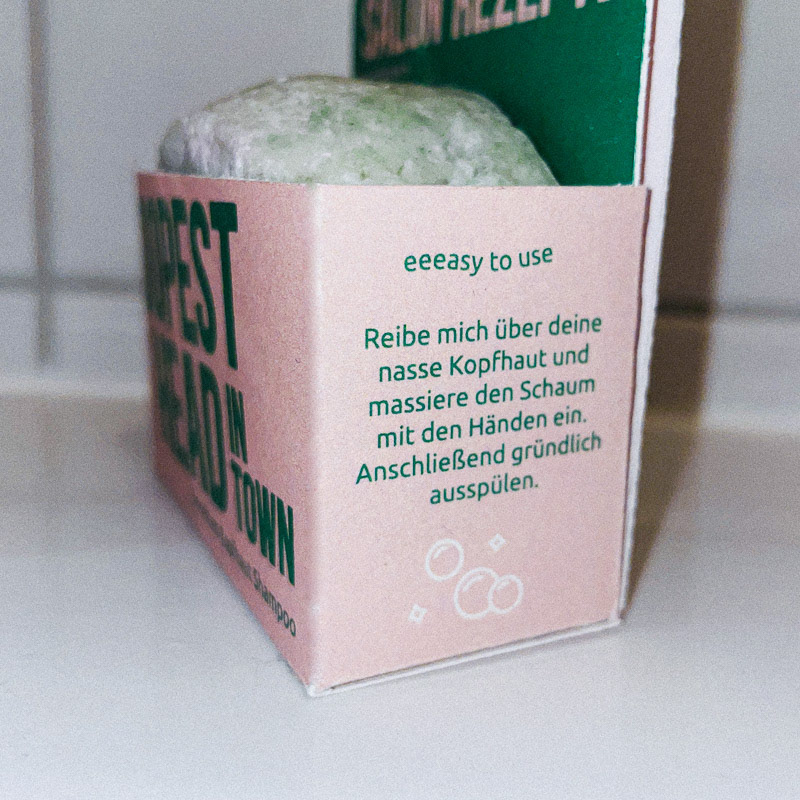 eeeasy to use
Reibe mich über deine
nasse Kopfhaut und
massiere den Schaum
mit den Händen ein.
Anschließend gründlich
ausspülen.
IN
TOWN
Shampoo